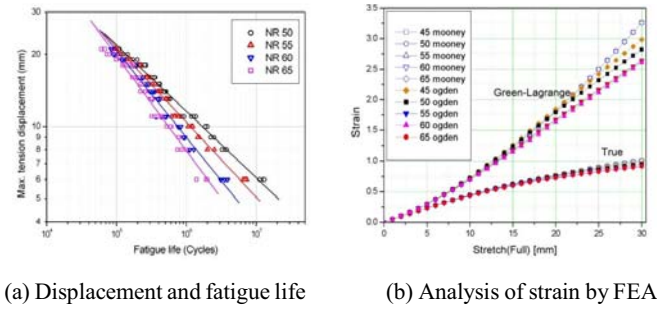 30
20
10
8
6
5
4
Max. tension displacement (mm)
NR 50
NR 55
NR 60
NR 65
10⁴
10⁵
10⁶
10⁷
Fatigue life (Cycles)
3.5
3.0
2.5
2.0
1.5
1.0
0.5
0.0
Strain
45 mooney
50 mooney
55 mooney
60 mooney
65 mooney
45 ogden
50 ogden
55 ogden
60 ogden
65 ogden
Green-Lagrange
True
0
5
10
15
20
25
30
Stretch(Full) [mm]
(a) Displacement and fatigue life
(b) Analysis of strain by FEA